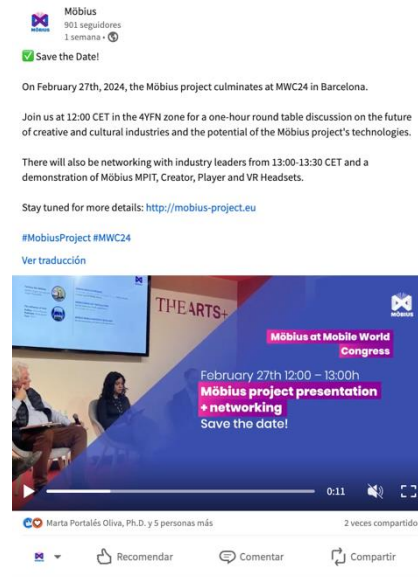 Möbius
901 seguidores
1 semana •
Save the Date!
On February 27th, 2024, the Möbius project culminates at MWC24 in Barcelona.
Join us at 12:00 CET in the 4YFN zone for a one-hour round table discussion on the future
of creative and cultural industries and the potential of the Möbius project's technologies.
There will also be networking with industry leaders from 13:00-13:30 CET and a
demonstration of Möbius MPIT, Creator, Player and VR Headsets.
Stay tuned for more details: http://mobius-project.eu
#MobiusProject #MWC24
Ver traducción
THEARTS+
MÖBIUS
Möbius at Mobile World
Congress
February 27th 12:00 – 13:00h
Möbius project presentation
+ networking
Save the date!
0:11
Marta Portalés Oliva, Ph.D. y 5 personas más
2 veces compartido
Recomendar
Comentar
Compartir